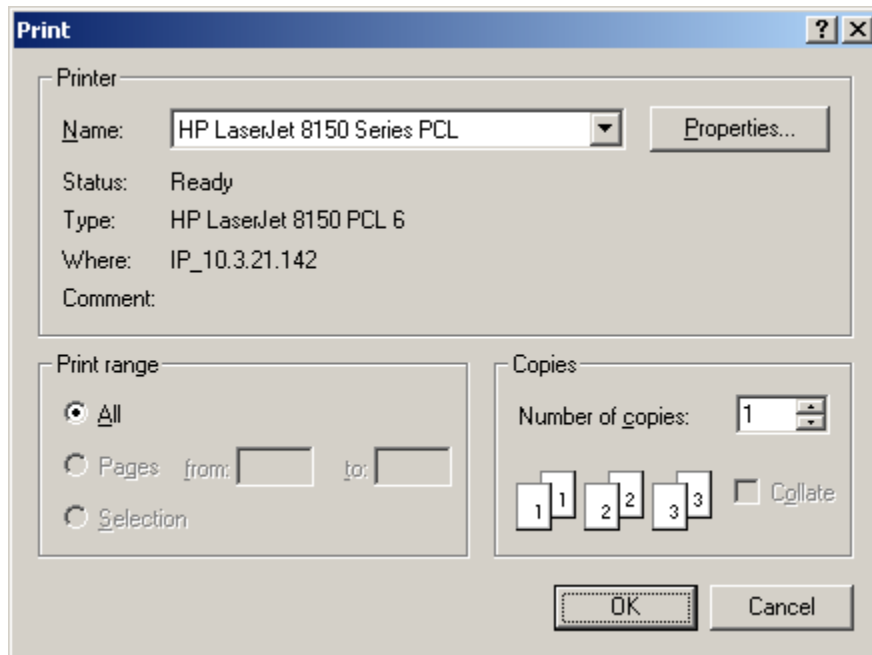 Print
Printer
Name: HP LaserJet 8150 Series PCL Properties...
Status: Ready
Type: HP LaserJet 8150 PCL 6
Where: IP_10.3.21.142
Comment:
Print range
All
Pages from: to:
Selection
Copies
Number of copies: 1
1 1 2 2 3 3 Collate
OK Cancel